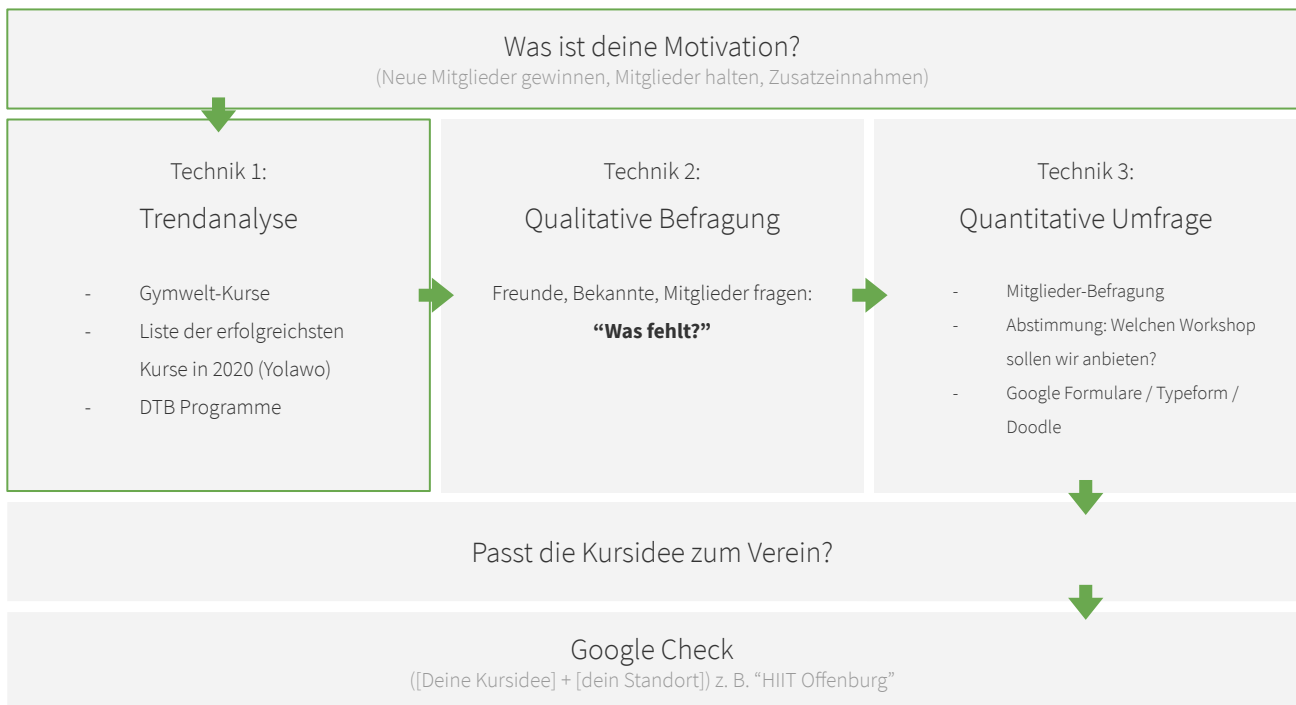 Was ist deine Motivation?
(Neue Mitglieder gewinnen, Mitglieder halten, Zusatzeinnahmen)
Technik 1:
Trendanalyse
- Gymwelt-Kurse
- Liste der erfolgreichsten
Kurse in 2020 (Yolawo)
- DTB Programme
Technik 2:
Qualitative Befragung
Freunde, Bekannte, Mitglieder fragen:
“Was fehlt?”
Technik 3:
Quantitative Umfrage
- Mitglieder-Befragung
- Abstimmung: Welchen Workshop
sollen wir anbieten?
- Google Formulare / Typeform /
Doodle
Passt die Kursidee zum Verein?
Google Check
([Deine Kursidee] + [dein Standort]) z. B. “HIIT Offenburg”